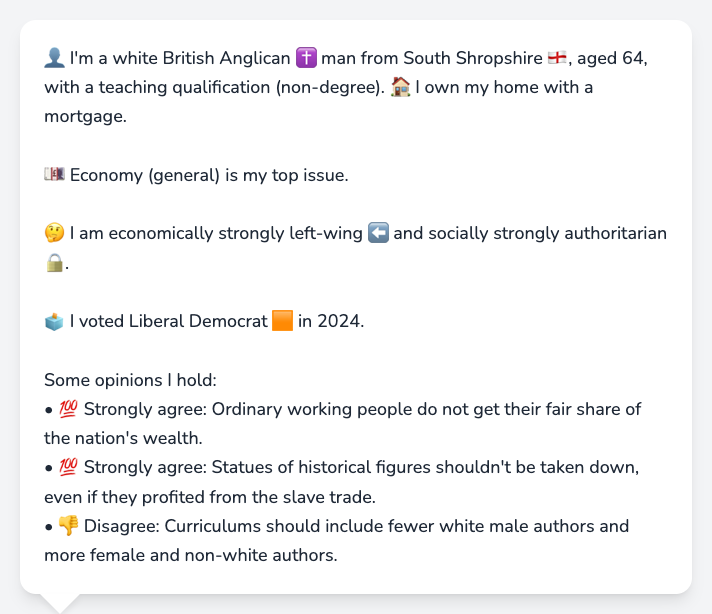 👤 I'm a white British Anglican ✝️ man from South Shropshire 🏴󠁧󠁢󠁥󠁮󠁧󠁿, aged 64,
with a teaching qualification (non-degree). 🏠 I own my home with a
mortgage.
💷 Economy (general) is my top issue.
🤔 I am economically strongly left-wing ⬅️ and socially strongly authoritarian
🔒.
🗳️ I voted Liberal Democrat 🟧 in 2024.
Some opinions I hold:
• 💯 Strongly agree: Ordinary working people do not get their fair share of
the nation's wealth.
• 💯 Strongly agree: Statues of historical figures shouldn't be taken down,
even if they profited from the slave trade.
• 👎 Disagree: Curriculums should include fewer white male authors and
more female and non-white authors.